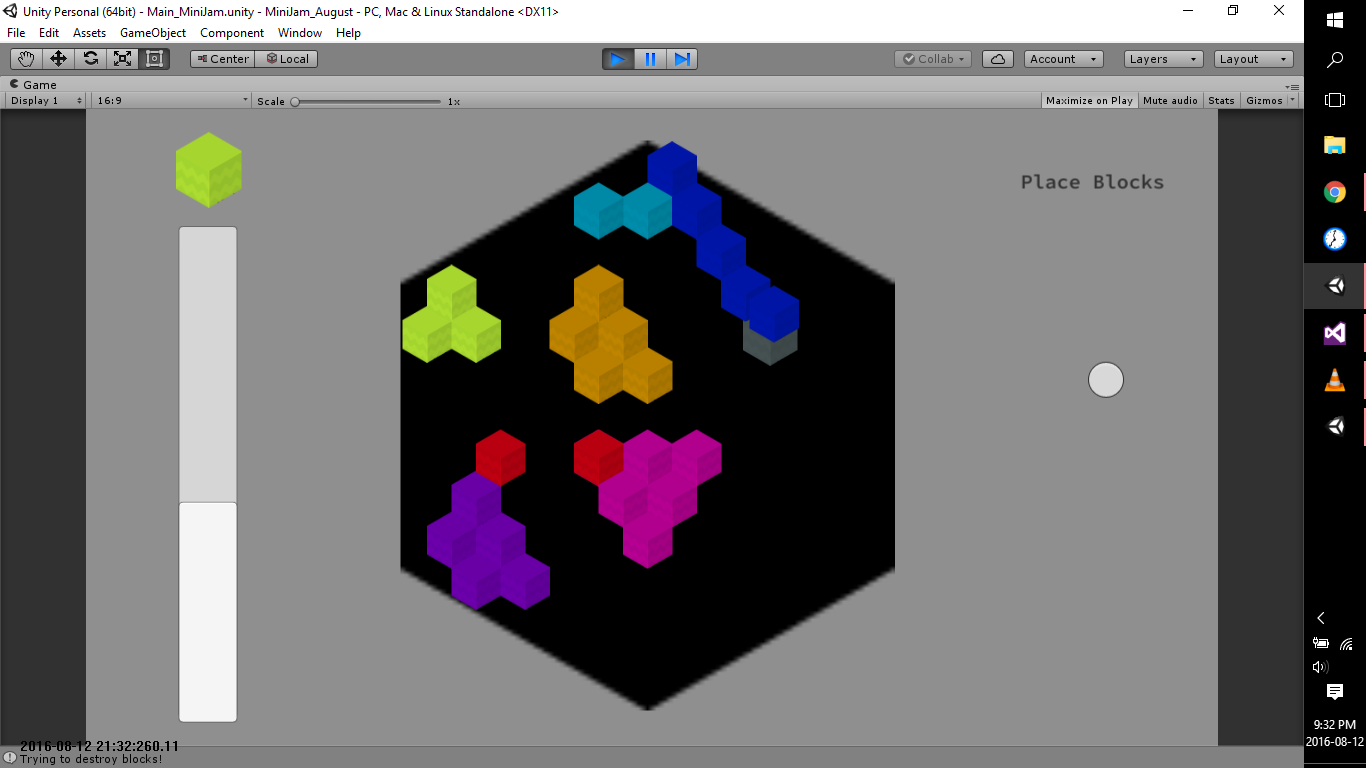 Unity Personal (64bit) - Main_MiniJam.unity - MiniJam_August - PC, Mac & Linux Standalone <DX11>
File Edit Assets GameObject Component Window Help
Center Local Collab Account Layers Layout
Game
Display 1 16:9 Scale 1x Maximize on Play Mute audio Stats Gizmos
Place Blocks
2016-08-12 21:32:260.11
Trying to destroy blocks!
9:32 PM
2016-08-12